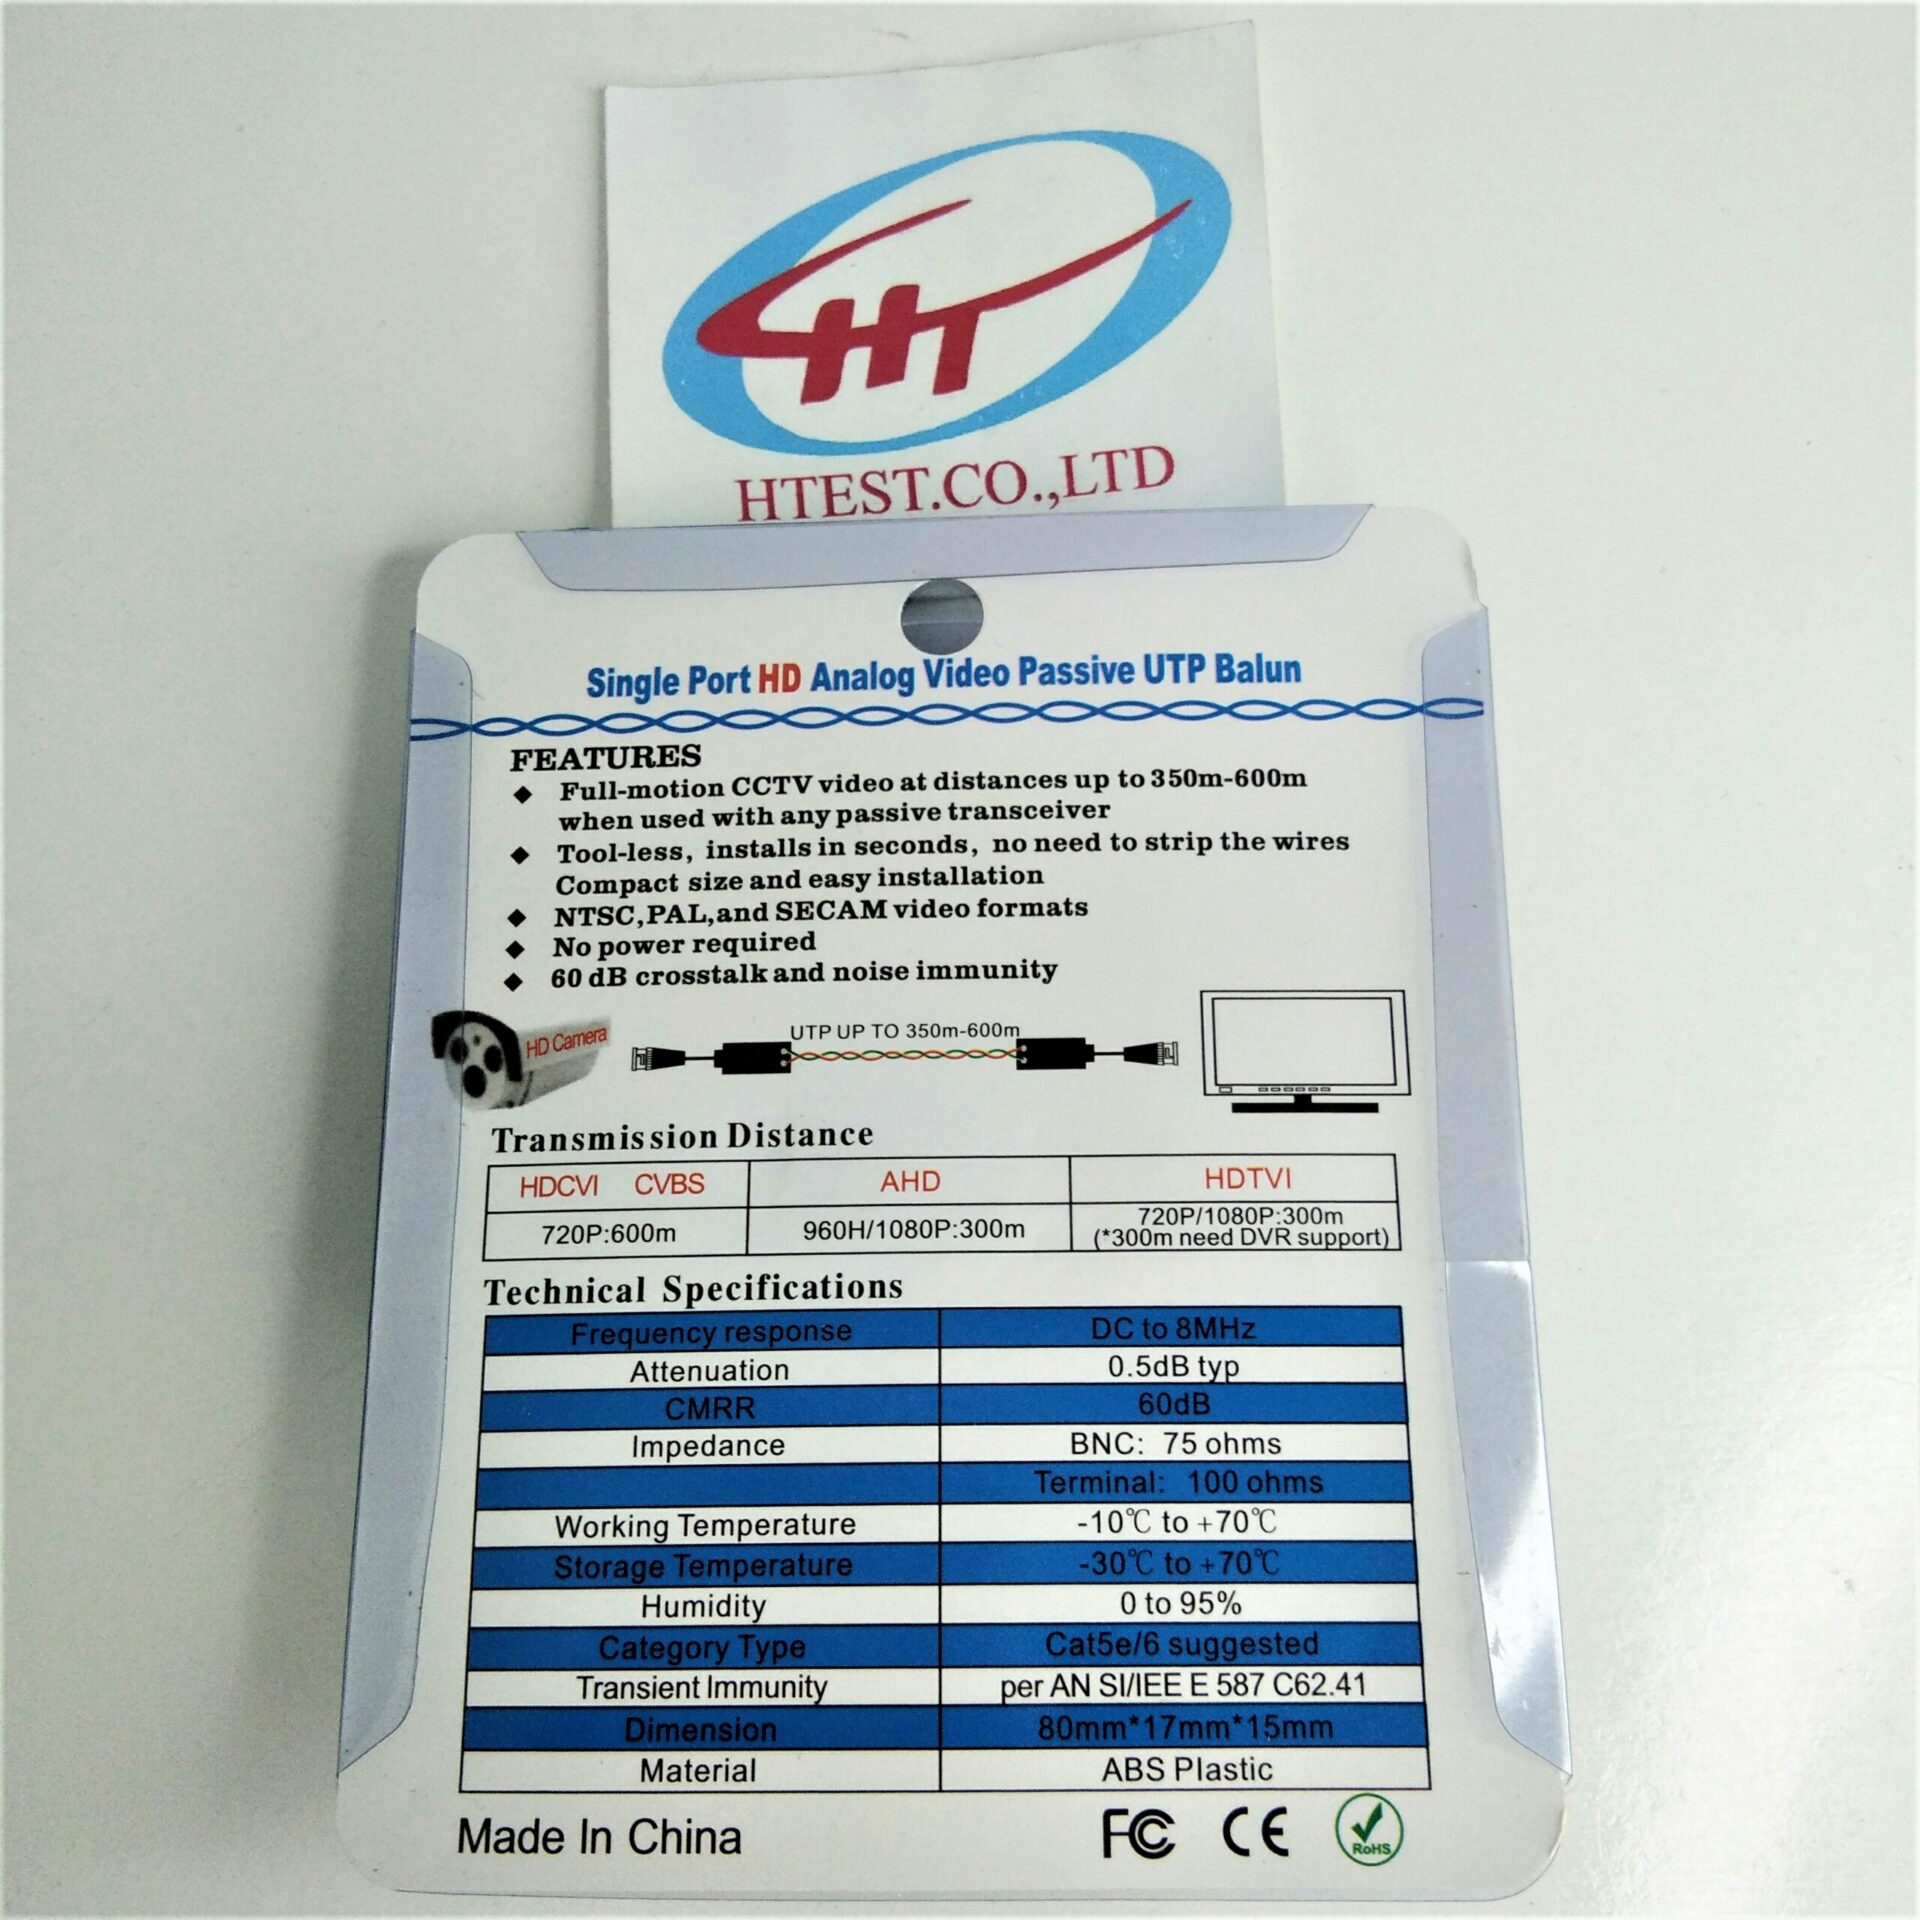 HT
HTEST.CO.,LTD
Single Port HD Analog Video Passive UTP Balun
FEATURES
◆ Full-motion CCTV video at distances up to 350m-600m
when used with any passive transceiver
◆ Tool-less, installs in seconds, no need to strip the wires
Compact size and easy installation
◆ NTSC,PAL,and SECAM video formats
◆ No power required
◆ 60 dB crosstalk and noise immunity
HD Camera
UTP UP TO 350m-600m
Transmission Distance
HDCVI CVBS AHD HDTVI
720P:600m 960H/1080P:300m 720P/1080P:300m
(*300m need DVR support)
Technical Specifications
Frequency response DC to 8MHz
Attenuation 0.5dB typ
CMRR 60dB
Impedance BNC: 75 ohms
Terminal: 100 ohms
Working Temperature -10℃ to +70℃
Storage Temperature -30℃ to +70℃
Humidity 0 to 95%
Category Type Cat5e/6 suggested
Transient Immunity per AN SI/IEE E 587 C62.41
Dimension 80mm*17mm*15mm
Material ABS Plastic
Made In China FC CE RoHS